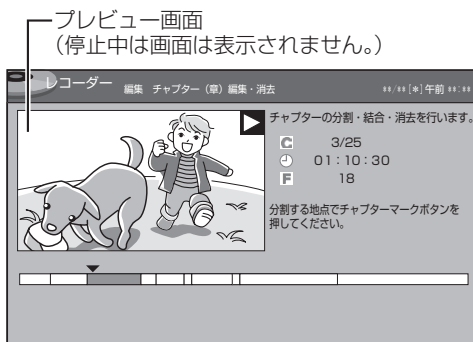 プレビュー画面
（停止中は画面は表示されません。）
レコーダー 編集 チャプター（章）編集・消去 **/**[*]午前**:**
チャプターの分割・結合・消去を行います。
C 3/25
01：10：30
F 18
分割する地点でチャプターマークボタンを
押してください。